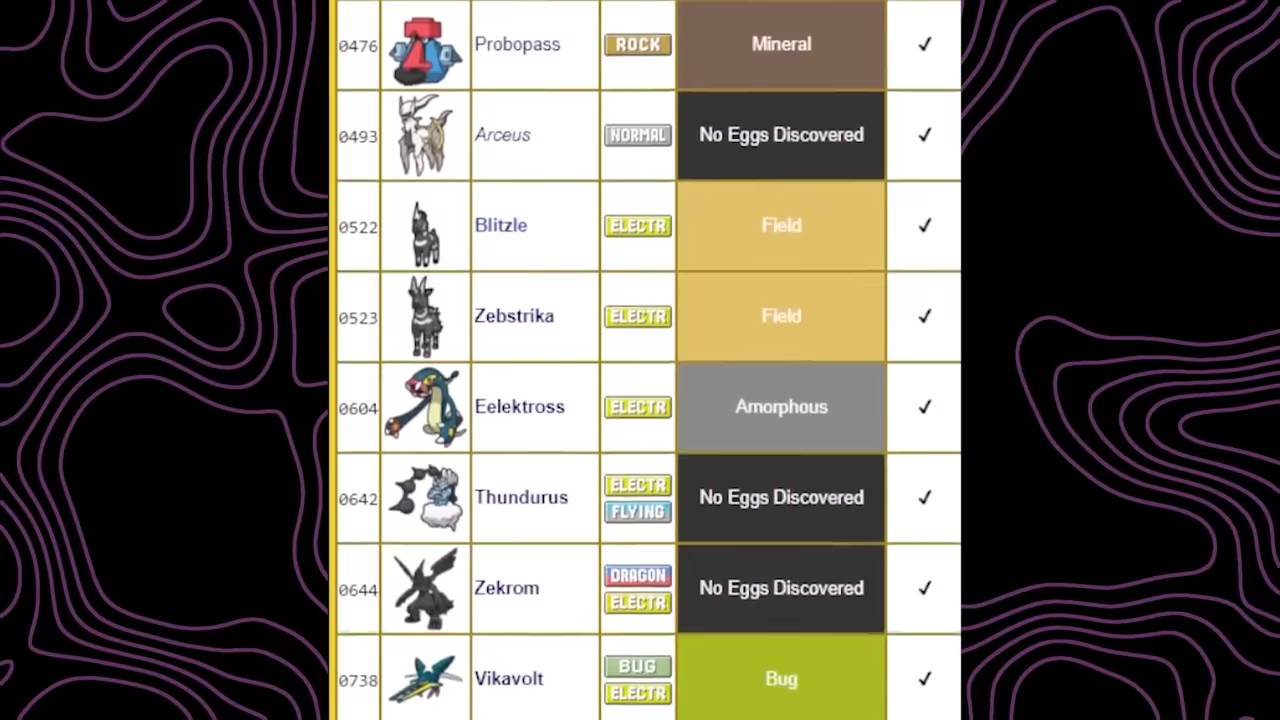 0476 Probopass ROCK Mineral ✓
0493 Arceus NORMAL No Eggs Discovered ✓
0522 Blitzle ELECTR Field ✓
0523 Zebstrika ELECTR Field ✓
0604 Eelektross ELECTR Amorphous ✓
0642 Thundurus ELECTR FLYING No Eggs Discovered ✓
0644 Zekrom DRAGON ELECTR No Eggs Discovered ✓
0738 Vikavolt BUG ELECTR Bug ✓